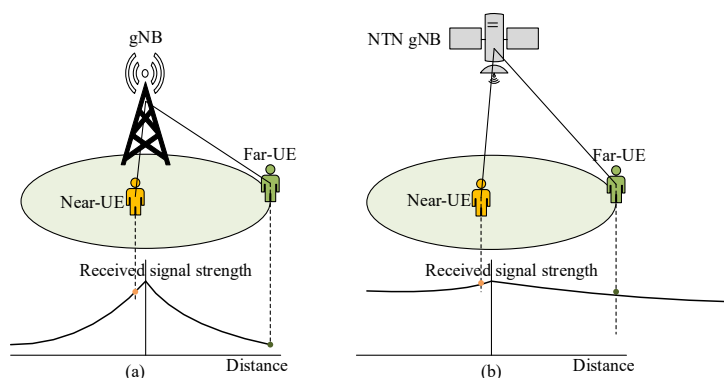 gNB
Far-UE
Near-UE
Received signal strength
Distance
(a)
NTN gNB
Far-UE
Near-UE
Received signal strength
Distance
(b)